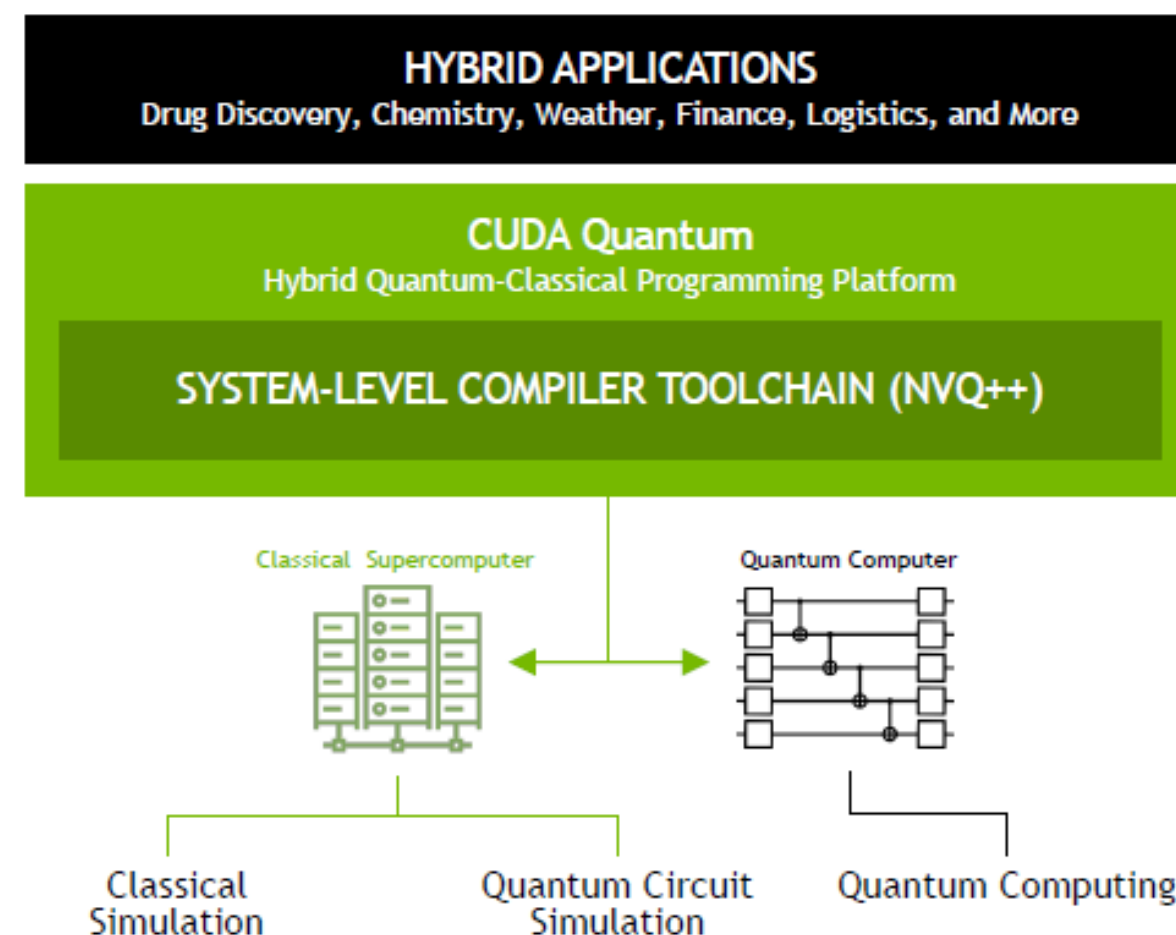 HYBRID APPLICATIONS
Drug Discovery, Chemistry, Weather, Finance, Logistics, and More
CUDA Quantum
Hybrid Quantum-Classical Programming Platform
SYSTEM-LEVEL COMPILER TOOLCHAIN (NVQ++)
Classical Supercomputer
Quantum Computer
Classical
Simulation
Quantum Circuit
Simulation
Quantum Computing